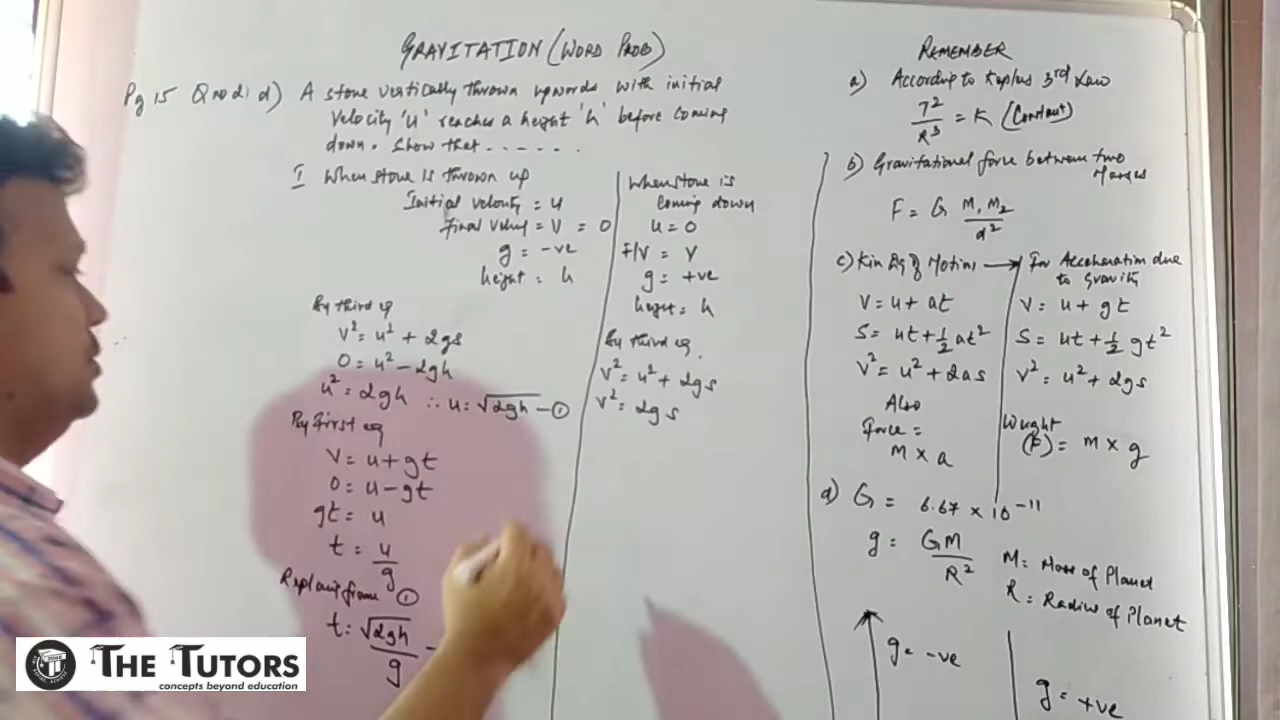 GRAVITATION (WORD PROB)
Pg 15 Q no d) A stone vertically thrown upwards with initial
velocity 'u' reaches a height 'h' before coming
down. Show that ......
I When stone is thrown up
Initial velocity = u
Final velocity = V = 0
g = -ve
height = h
By third eq
V² = u² + 2gs
0 = u² - 2gh
u² = 2gh ∴ u = √2gh - ①
By First eq
V = u + gt
0 = u - gt
gt = u
t = u/g
Replacing from ①
t = √2gh/g -
When stone is
coming down
u = 0
F/V = V
g = +ve
height = h
By third eq.
V² = u² + 2gs
V² = 2gs
REMEMBER
a) According to Keplus 3rd Law
T²/R³ = K (Constant)
b) Gravitational force between two
Masses
F = G M₁ M₂/d²
c) Kin Eq of Motion → For Acceleration due
to Gravity
V = u + at
S = ut + ½ at²
V² = u² + 2as
Also
Force =
m × a
V = u + gt
S = ut + ½ gt²
V² = u² + 2gs
Weight
(F) = m × g
d) G = 6.67 × 10⁻¹¹
g = GM/R²
M = Mass of Planet
R = Radius of Planet
g = -ve
g = +ve
THE TUTORS
concepts beyond education